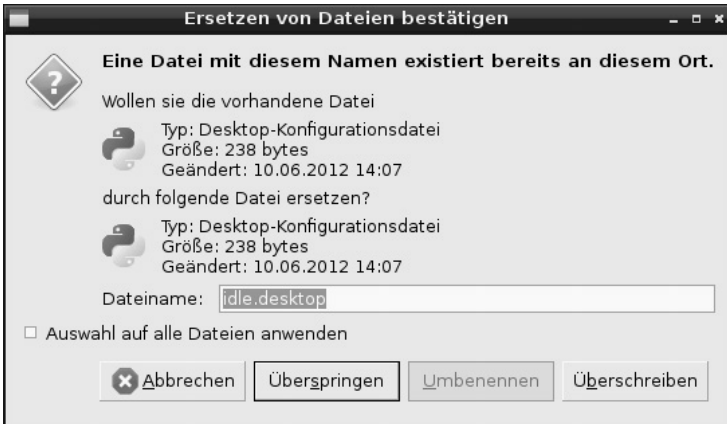 Ersetzen von Dateien bestätigen
Eine Datei mit diesem Namen existiert bereits an diesem Ort.
Wollen sie die vorhandene Datei
Typ: Desktop-Konfigurationsdatei
Größe: 238 bytes
Geändert: 10.06.2012 14:07
durch folgende Datei ersetzen?
Typ: Desktop-Konfigurationsdatei
Größe: 238 bytes
Geändert: 10.06.2012 14:07
Dateiname: idle.desktop
Auswahl auf alle Dateien anwenden
Abbrechen Überspringen Umbenennen Überschreiben